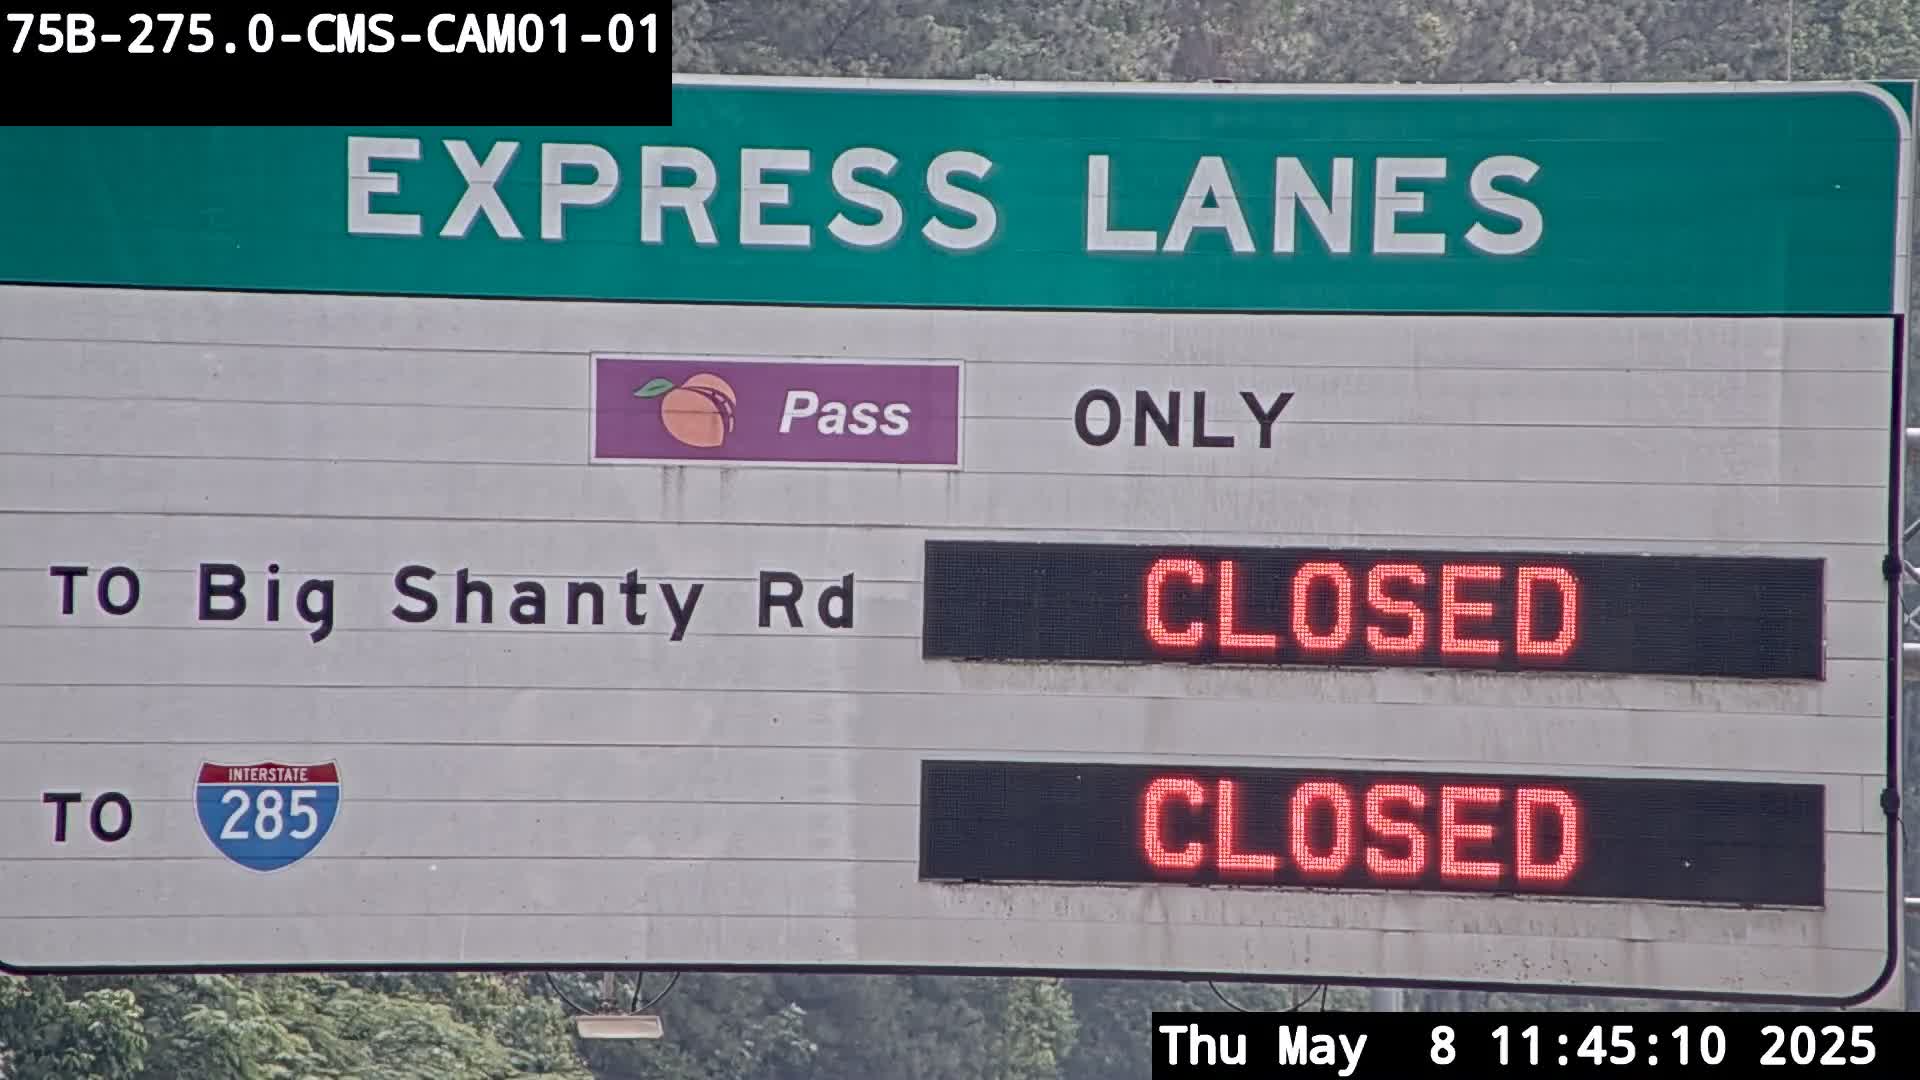 75B-275.0-CMS-CAM01-01
EXPRESS LANES
Pass ONLY
TO Big Shanty Rd CLOSED
TO INTERSTATE 285 CLOSED
Thu May 8 11:45:10 2025